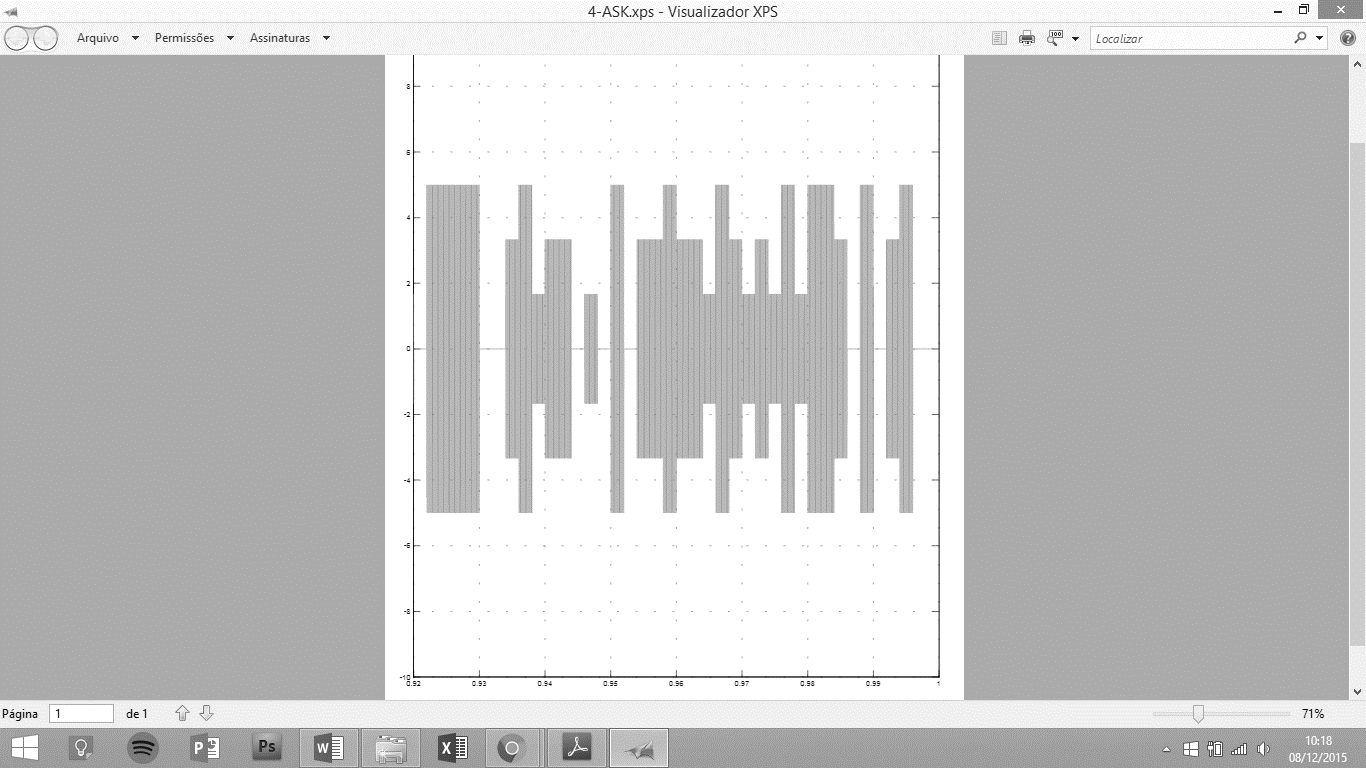 4-ASK.xps - Visualizador XPS
Arquivo Permissões Assinaturas
100
Localizar
8
6
4
2
0
-2
-4
-6
-8
-10
0.92 0.93 0.94 0.95 0.96 0.97 0.98 0.99 1
Página 1 de 1 71%
P Ps W X
10:18
08/12/2015